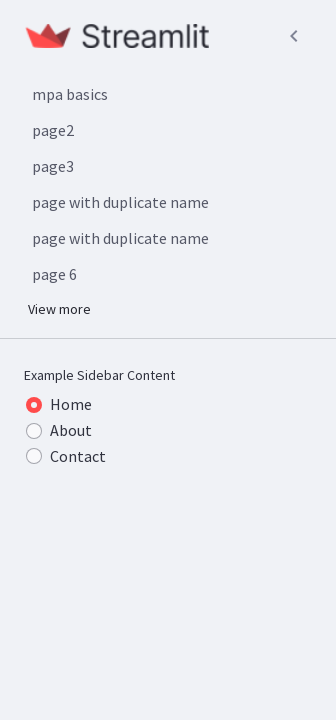 Streamlit
mpa basics
page2
page3
page with duplicate name
page with duplicate name
page 6
View more
Example Sidebar Content
Home
About
Contact